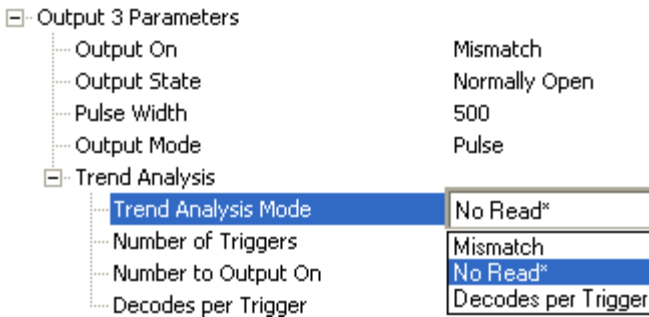 Output 3 Parameters
Output On Mismatch
Output State Normally Open
Pulse Width 500
Output Mode Pulse
Trend Analysis
Trend Analysis Mode No Read*
Number of Triggers Mismatch
Number to Output On No Read*
Decodes per Trigger Decodes per Trigger